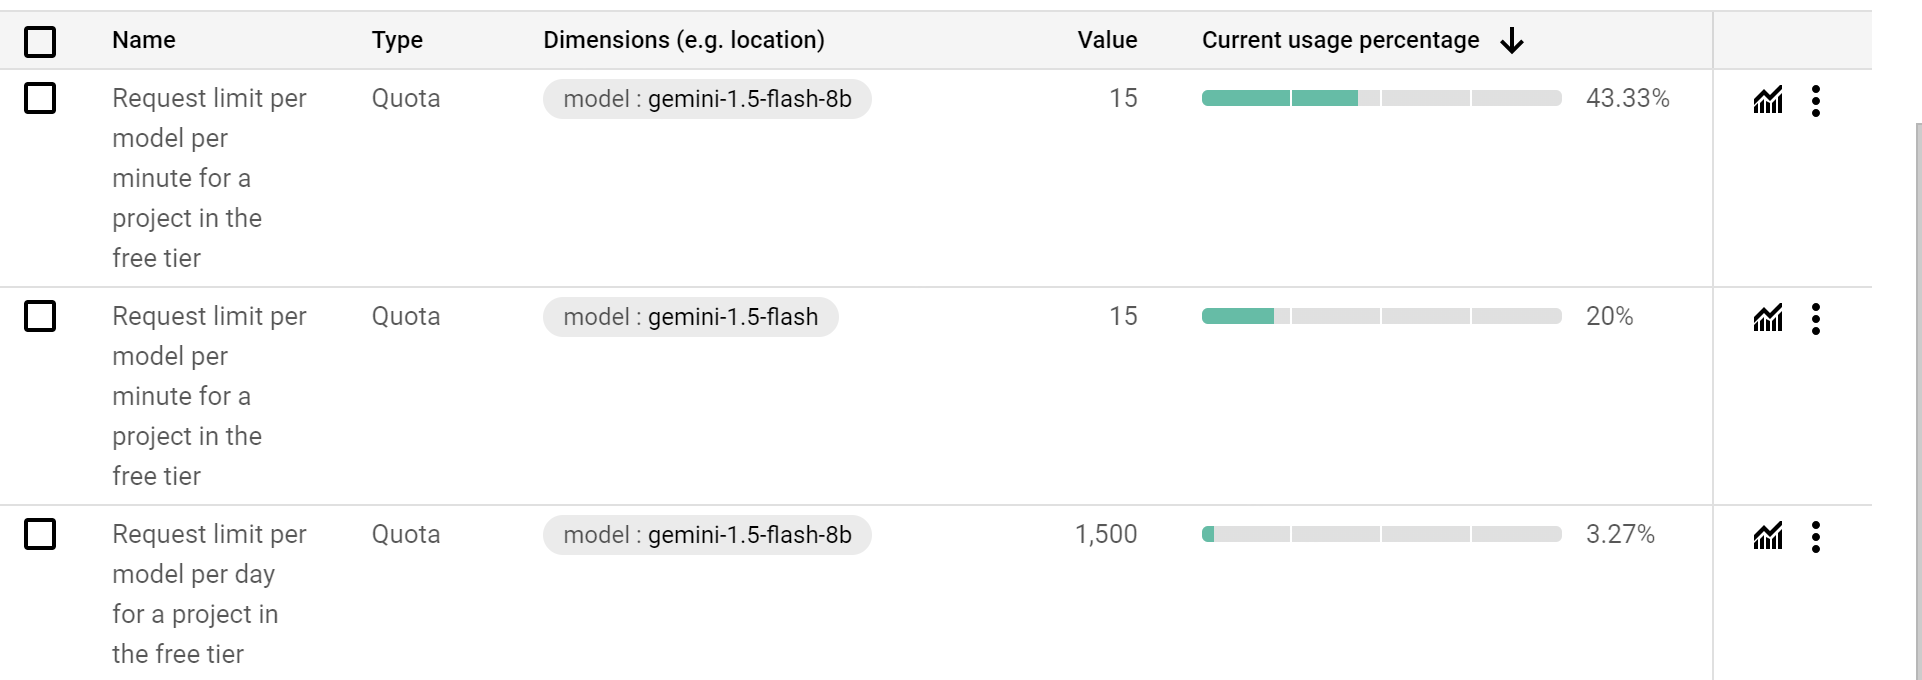 Name Type Dimensions (e.g. location) Value Current usage percentage
Request limit per Quota model : gemini-1.5-flash-8b 15 43.33%
model per
minute for a
project in the
free tier
Request limit per Quota model : gemini-1.5-flash 15 20%
model per
minute for a
project in the
free tier
Request limit per Quota model : gemini-1.5-flash-8b 1,500 3.27%
model per day
for a project in
the free tier